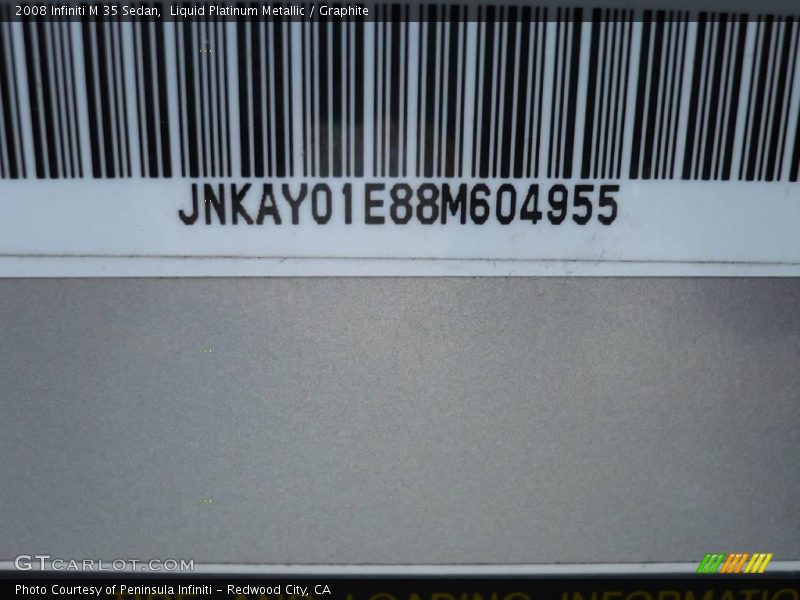 2008 Infiniti M 35 Sedan,  Liquid Platinum Metallic / Graphite
JNKAY01E88M604955
GTCARLOT.COM
Photo Courtesy of Peninsula Infiniti – Redwood City, CA